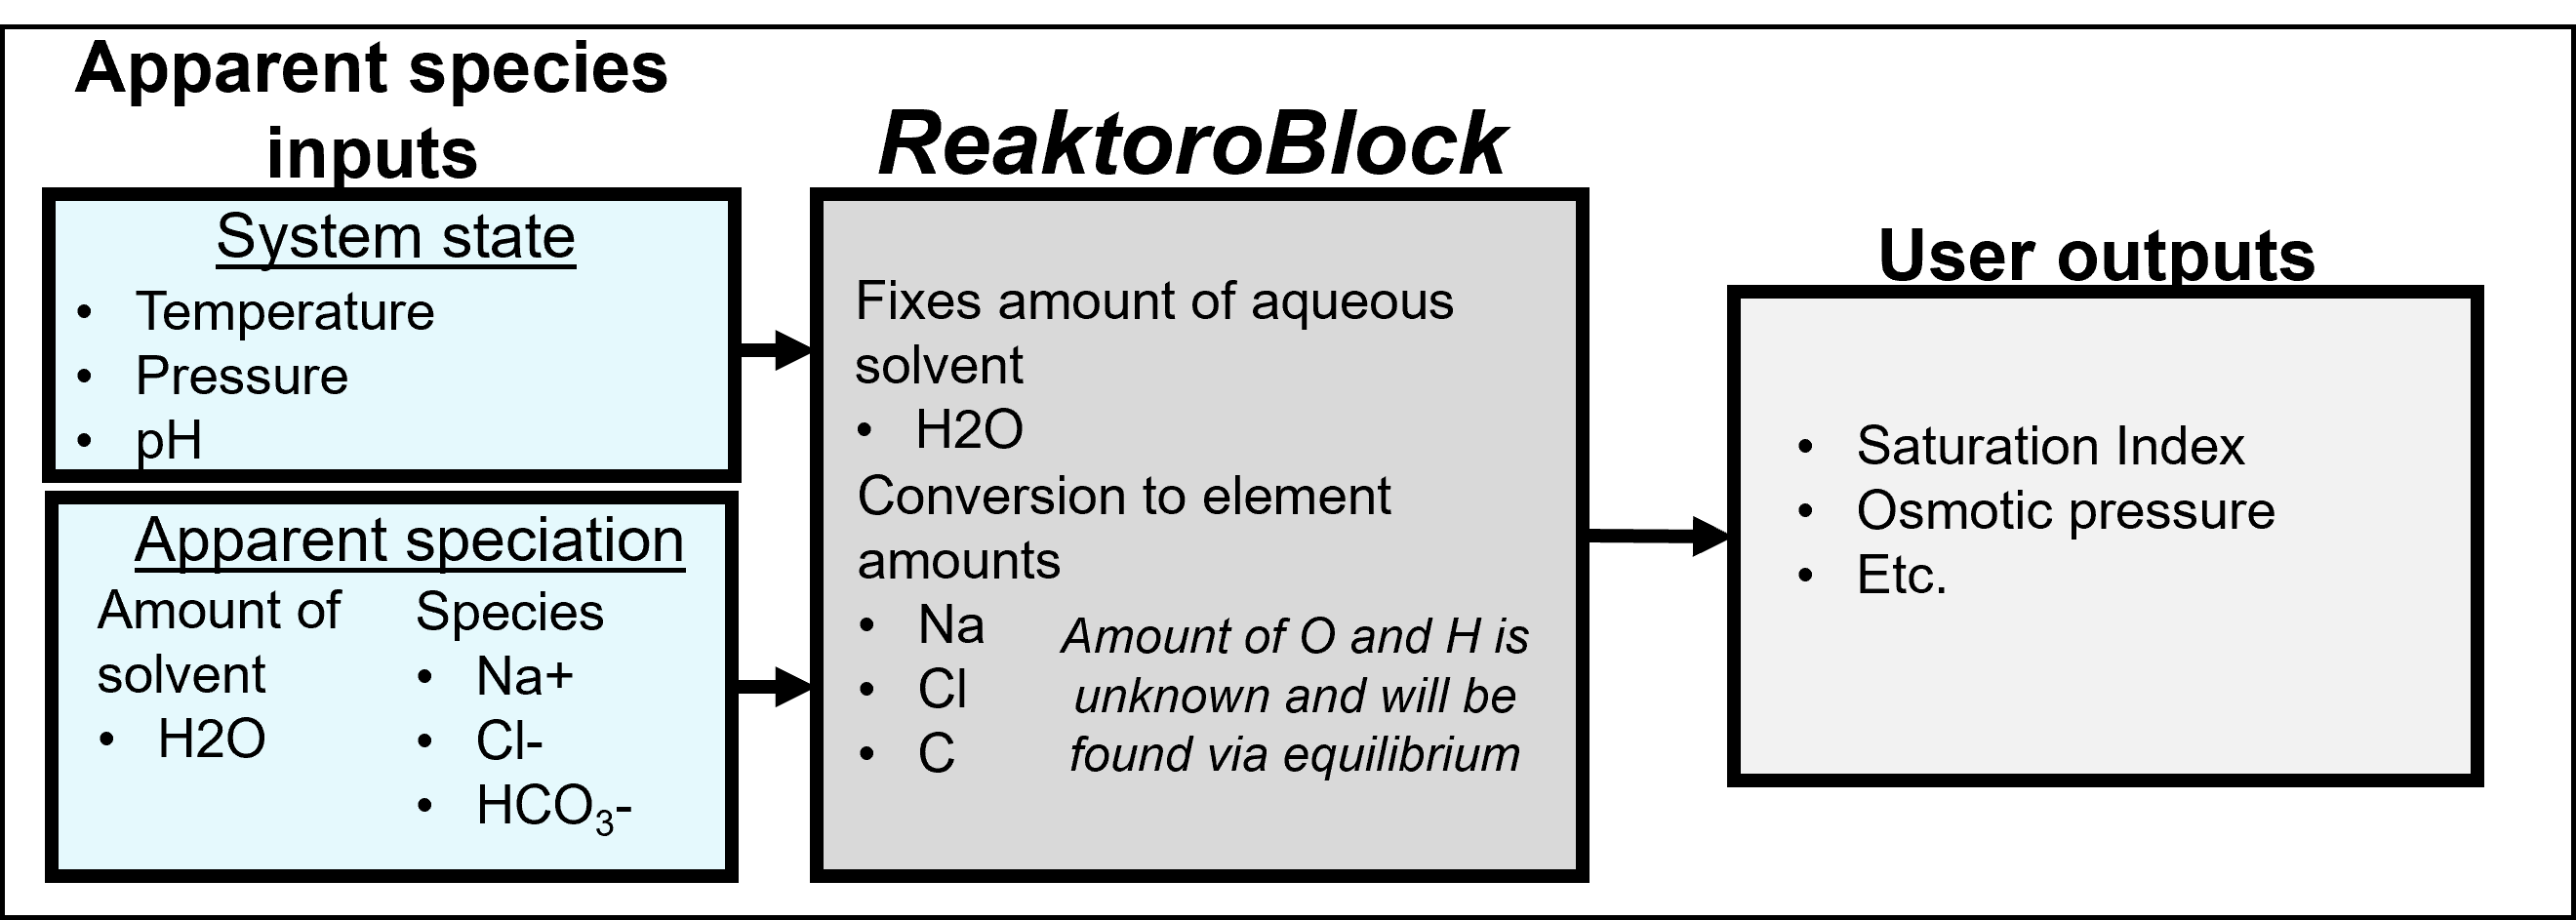 Apparent species
inputs
System state
• Temperature
• Pressure
• pH
Apparent speciation
Amount of
solvent
• H2O
Species
• Na+
• Cl-
• HCO₃-
ReaktoroBlock
Fixes amount of aqueous
solvent
• H2O
Conversion to element
amounts
• Na
• Cl
• C
Amount of O and H is
unknown and will be
found via equilibrium
User outputs
• Saturation Index
• Osmotic pressure
• Etc.